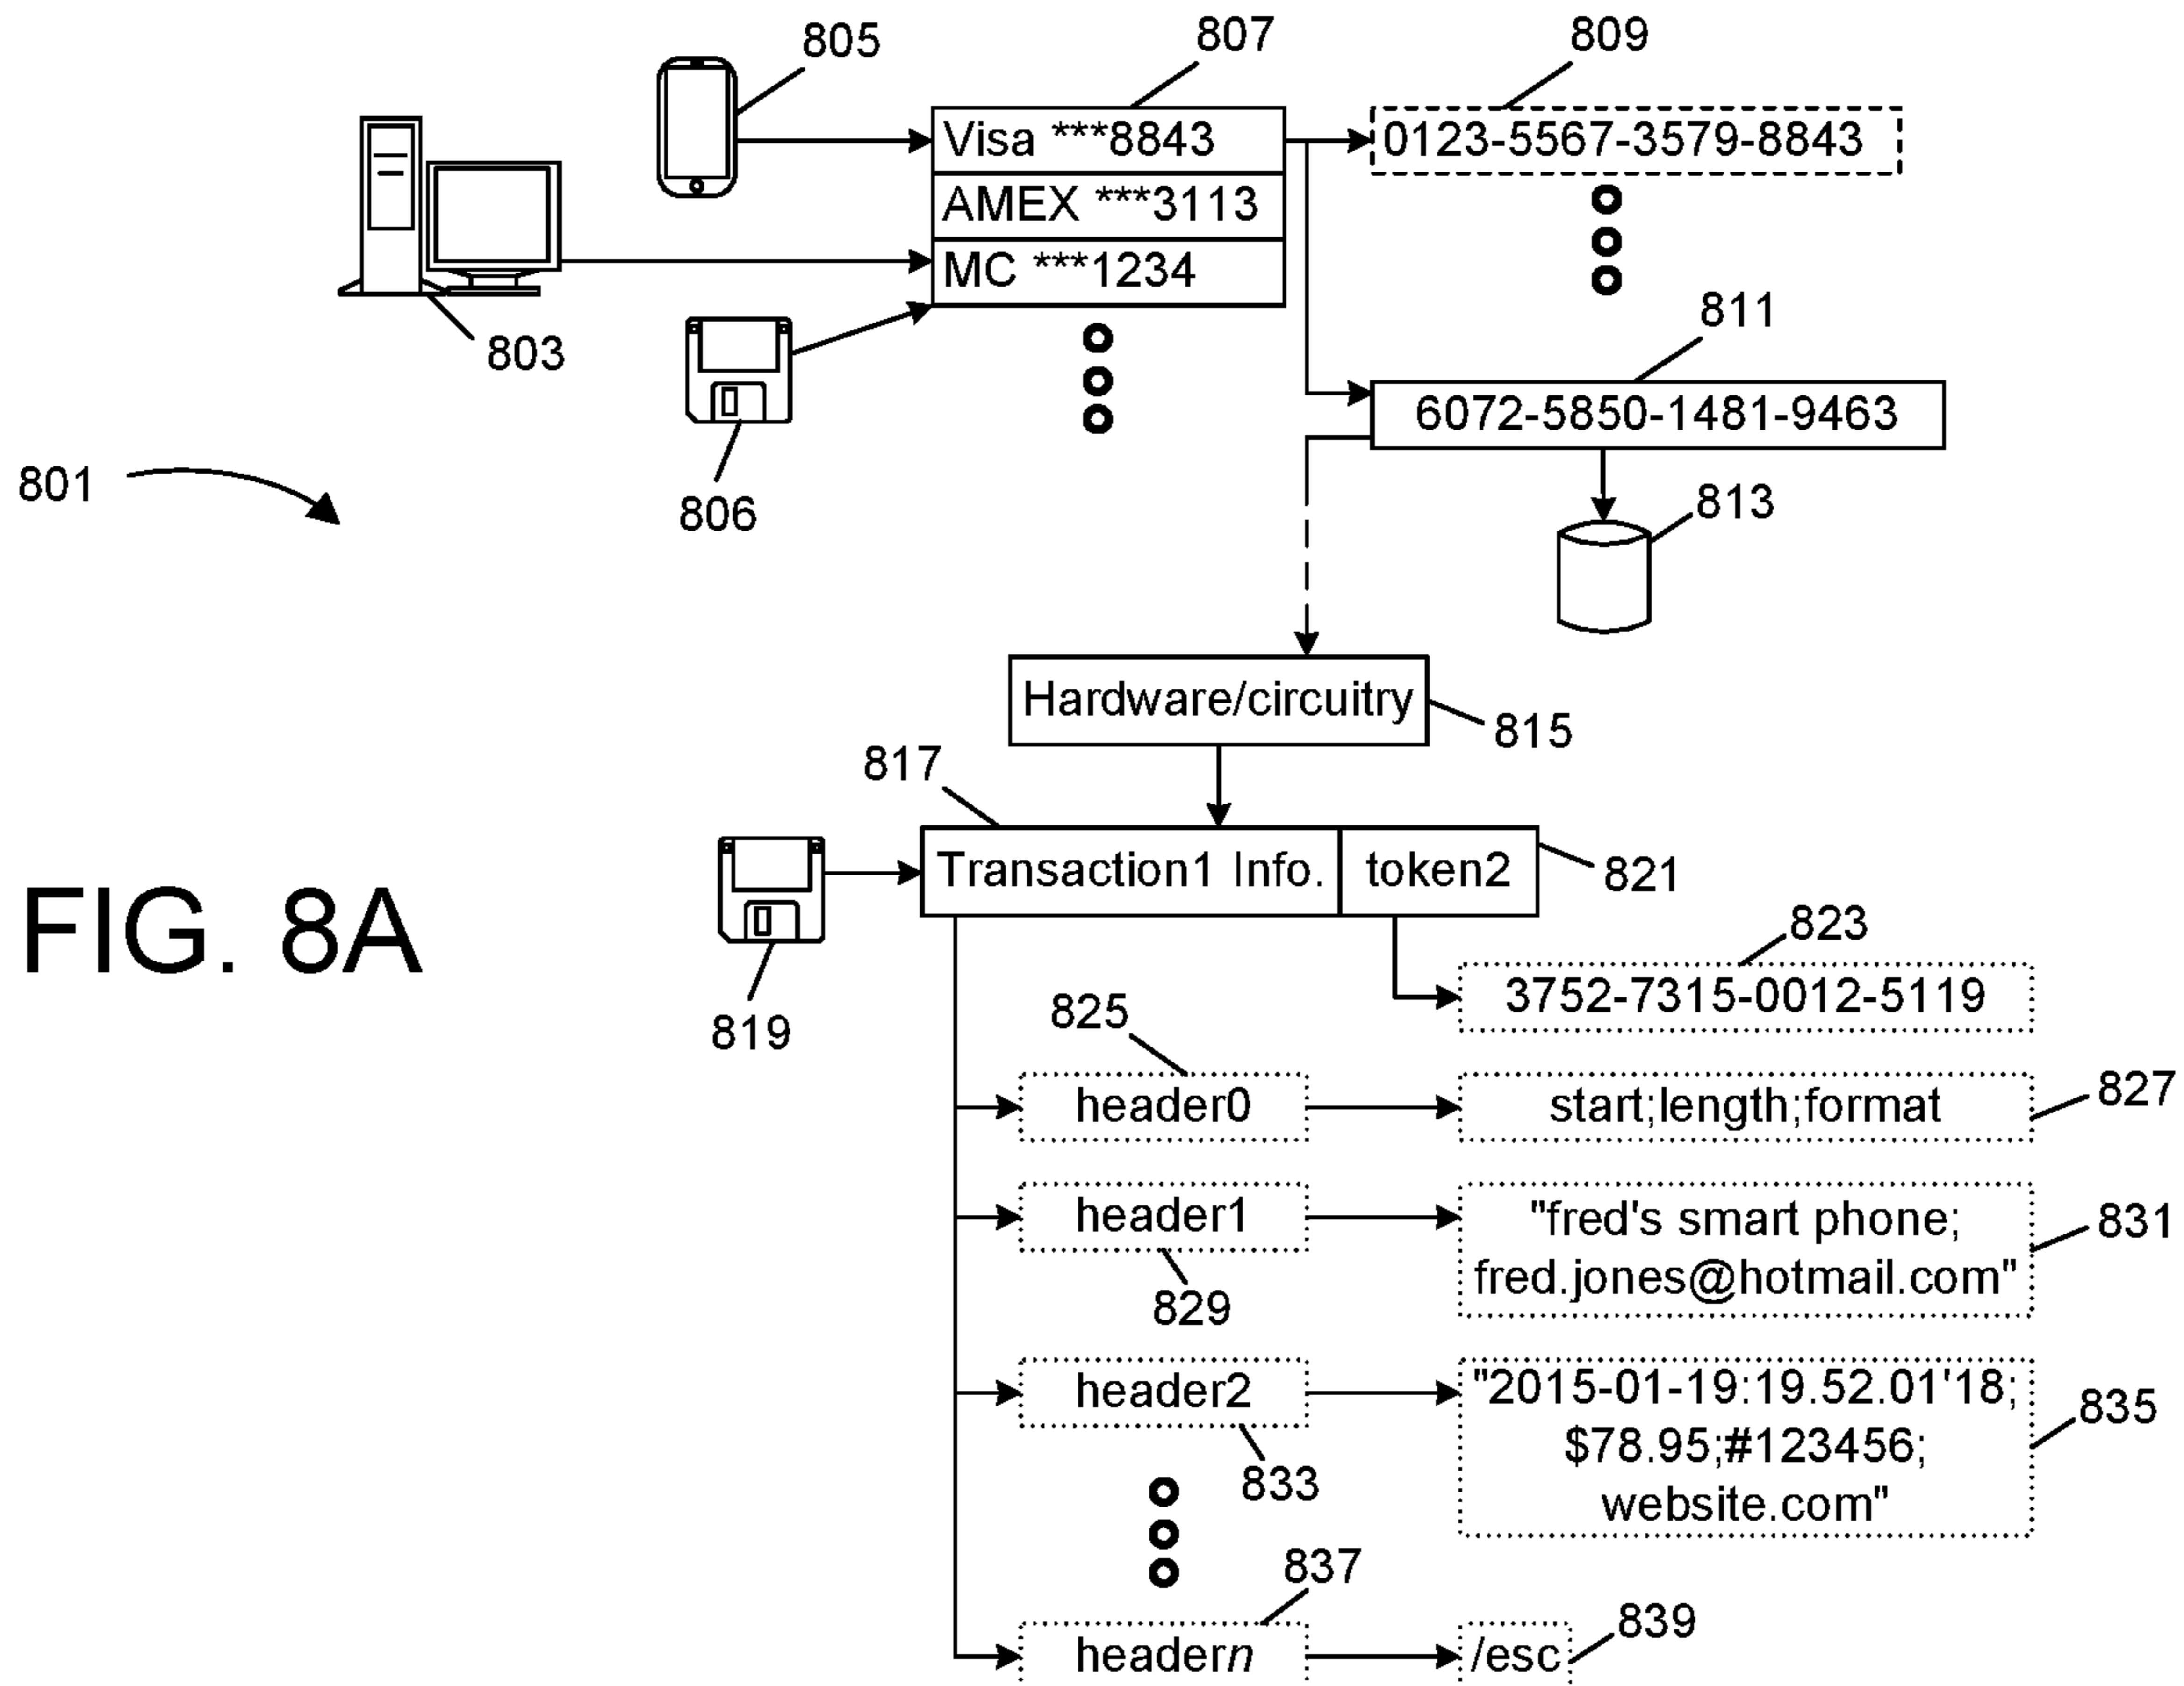 805
807
809
Visa ***8843
0123-5567-3579-8843
AMEX ***3113
MC ***1234
803
811
6072-5850-1481-9463
801
806
813
Hardware/circuitry
815
817
Transaction1 Info.
token2
821
FIG. 8A
823
819
825
3752-7315-0012-5119
header0
start;length;format
827
header1
"fred's smart phone;
fred.jones@hotmail.com"
831
829
header2
"2015-01-19:19.52.01'18;
$78.95;#123456;
website.com"
835
833
837
headern
/esc
839